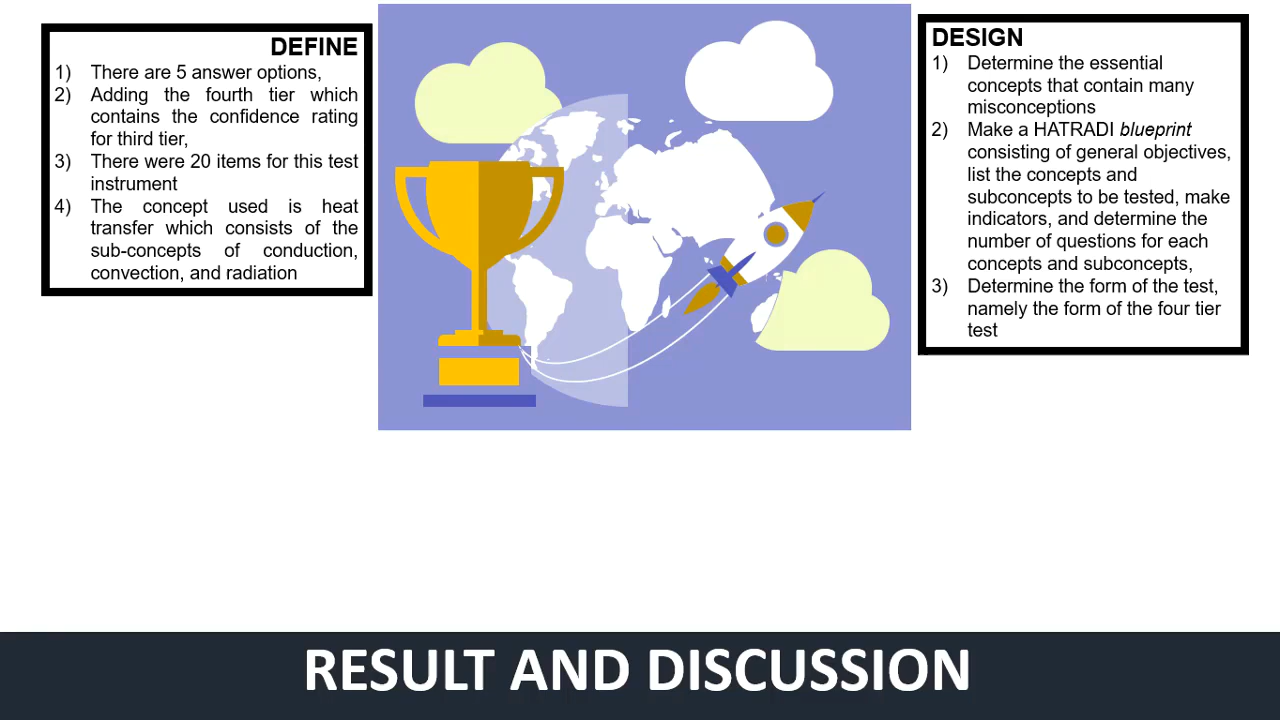 DEFINE
1) There are 5 answer options,
2) Adding the fourth tier which
contains the confidence rating
for third tier,
3) There were 20 items for this test
instrument
4) The concept used is heat
transfer which consists of the
sub-concepts of conduction,
convection, and radiation
DESIGN
1) Determine the essential
concepts that contain many
misconceptions
2) Make a HATRADI blueprint
consisting of general objectives,
list the concepts and
subconcepts to be tested, make
indicators, and determine the
number of questions for each
concepts and subconcepts,
3) Determine the form of the test,
namely the form of the four tier
test
RESULT AND DISCUSSION